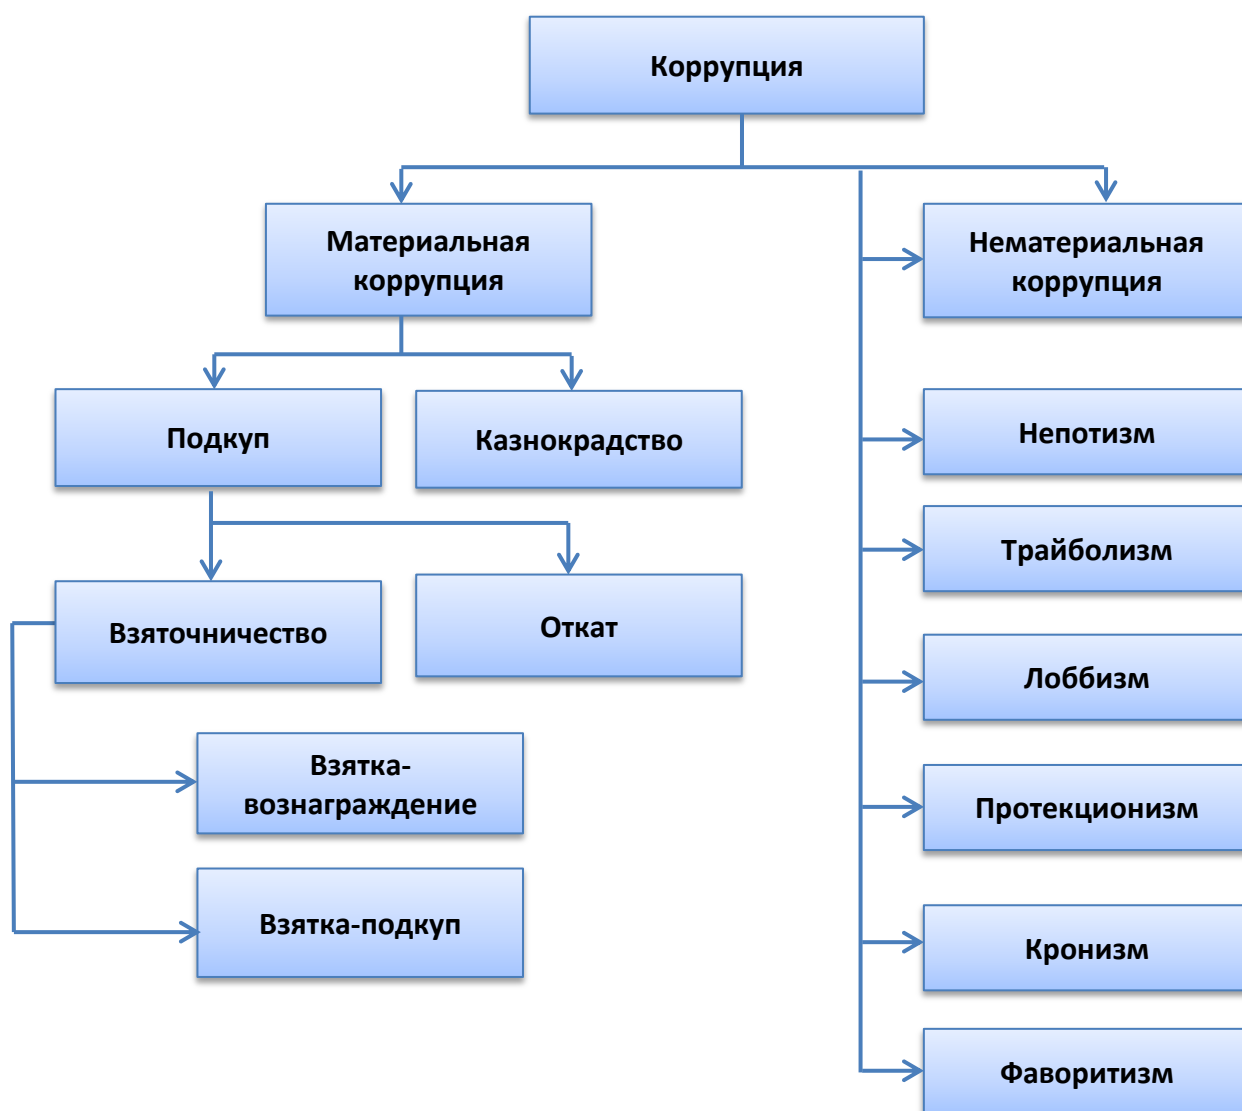 Коррупция
Материальная
коррупция
Нематериальная
коррупция
Подкуп
Казнокрадство
Непотизм
Трайболизм
Взяточничество
Откат
Лоббизм
Взятка-
вознаграждение
Протекционизм
Взятка-подкуп
Кронизм
Фаворитизм